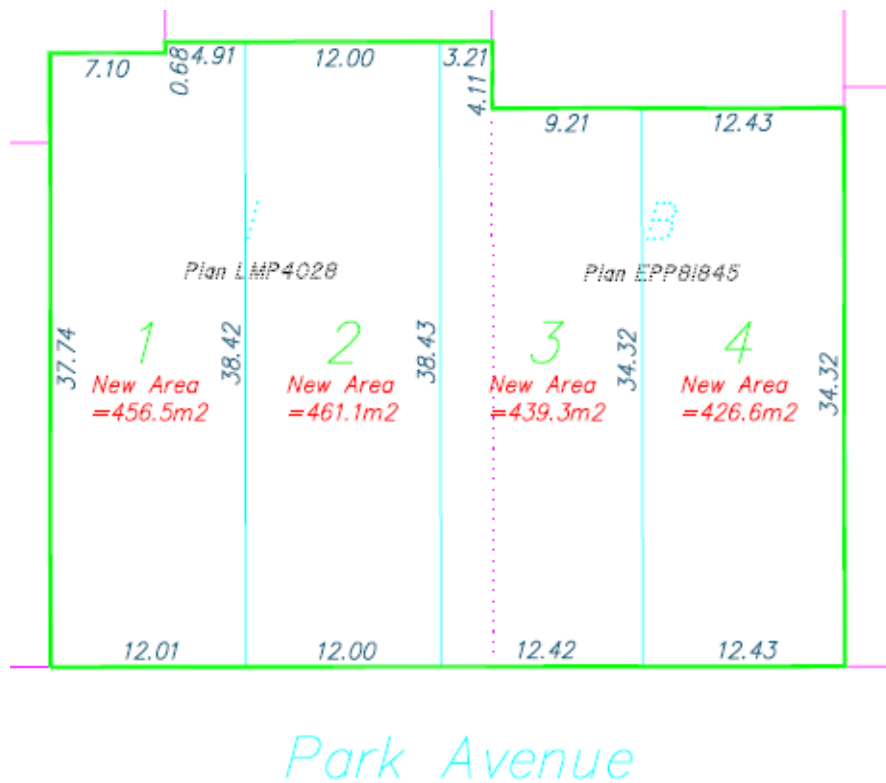 7.10
0.68
4.91
12.00
3.21
4.11
9.21
12.43
1
B
Plan LMP4028
Plan EPP81845
37.74
1
38.42
2
38.43
3
34.32
4
34.32
New Area
=456.5m2
New Area
=461.1m2
New Area
=439.3m2
New Area
=426.6m2
12.01
12.00
12.42
12.43
Park Avenue